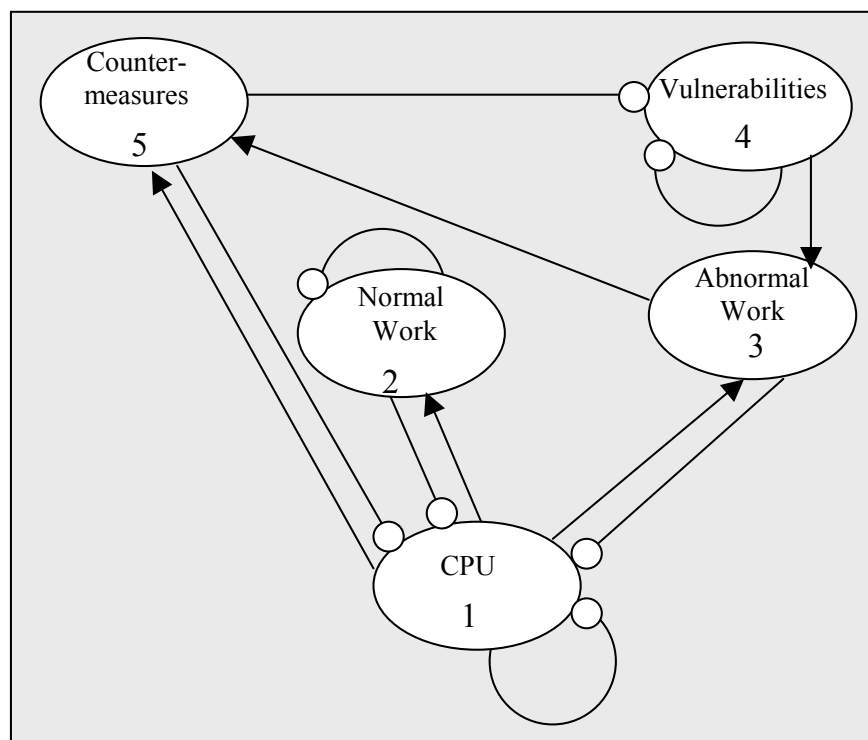 Counter-
measures
5
Vulnerabilities
4
Normal
Work
2
Abnormal
Work
3
CPU
1